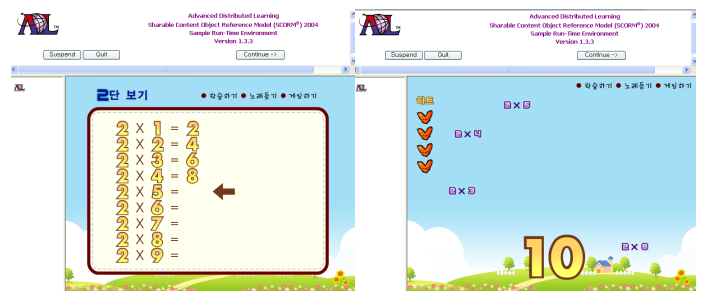 ADL
Advanced Distributed Learning
Sharable Content Object Reference Model (SCORM®) 2004
Sample Run-Time Environment
Version 1.3.3
Suspend
Quit
Continue ->
2단 보기
● 학습하기 ● 노래듣기 ● 게임하기
2 × 1 = 2
2 × 2 = 4
2 × 3 = 6
2 × 4 = 8
2 × 5 =
2 × 6 =
2 × 7 =
2 × 8 =
2 × 9 =
ADL
Advanced Distributed Learning
Sharable Content Object Reference Model (SCORM®) 2004
Sample Run-Time Environment
Version 1.3.3
Suspend
Quit
Continue ->
● 학습하기 ● 노래듣기 ● 게임하기
하트
2 × 5
2 × 4
10